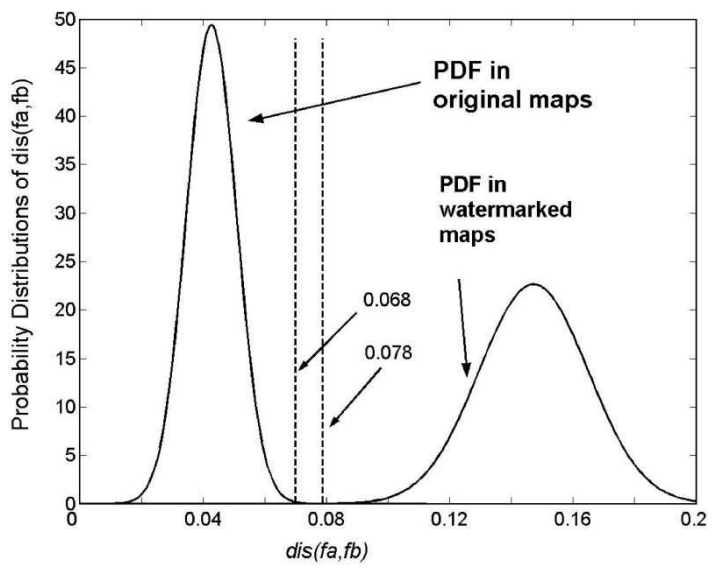 50
45
40
35
30
25
20
15
10
5
0
Probability Distributions of dis(fa,fb)
PDF in
original maps
PDF in
watermarked
maps
0.068
0.078
0
0.04
0.08
0.12
0.16
0.2
dis(fa,fb)